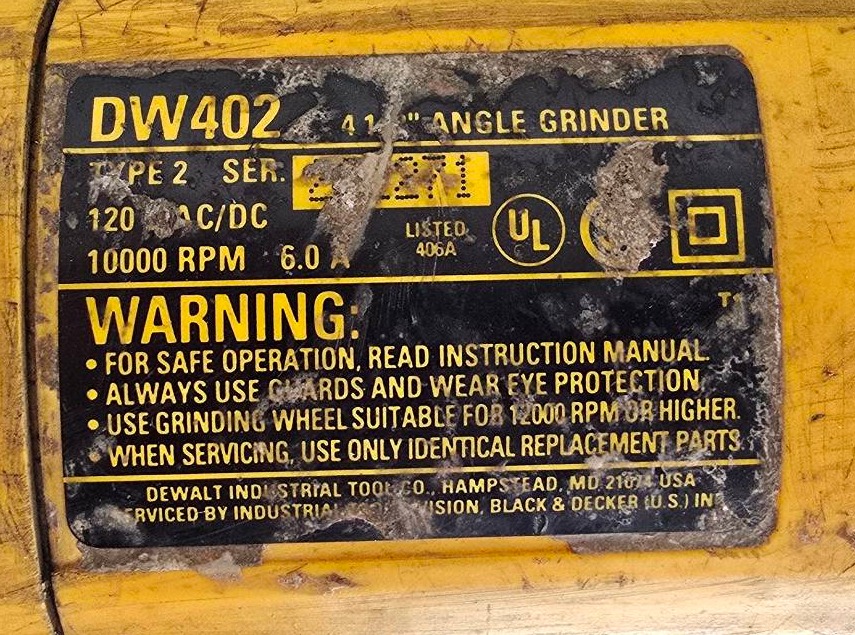 DW402 ANGLE GRINDER
TYPE 2 SER.
120 AC/DC
10000 RPM 6.0 A
LISTED
406A
UL
WARNING:
• FOR SAFE OPERATION, READ INSTRUCTION MANUAL.
• ALWAYS USE GUARDS AND WEAR EYE PROTECTION.
• USE GRINDING WHEEL SUITABLE FOR 12000 RPM OR HIGHER.
• WHEN SERVICING, USE ONLY IDENTICAL REPLACEMENT PARTS
DEWALT INDUSTRIAL TOOL CO., HAMPSTEAD, MD 21074 USA
SERVICED BY INDUSTRIAL BLACK & DECKER (U.S.)